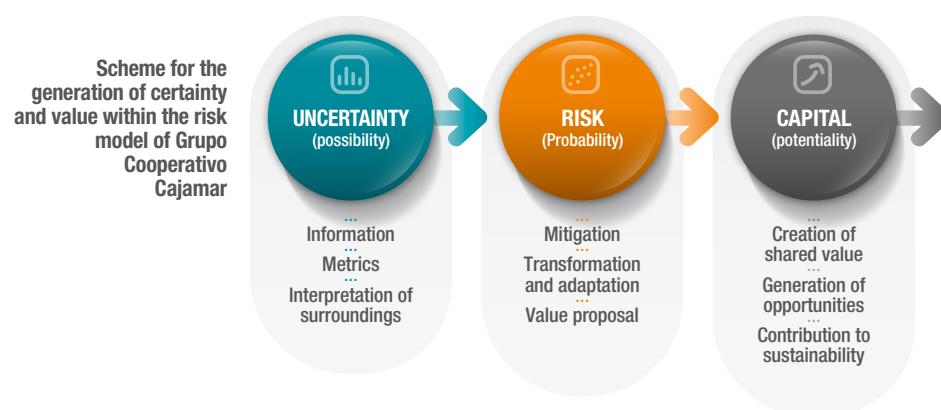 Scheme for the
generation of certainty
and value within the risk
model of Grupo
Cooperativo
Cajamar
UNCERTAINTY
(possibility)
Information
Metrics
Interpretation of
surroundings
RISK
(Probability)
Mitigation
Transformation
and adaptation
Value proposal
CAPITAL
(potentiality)
Creation of
shared value
Generation of
opportunities
Contribution to
sustainability